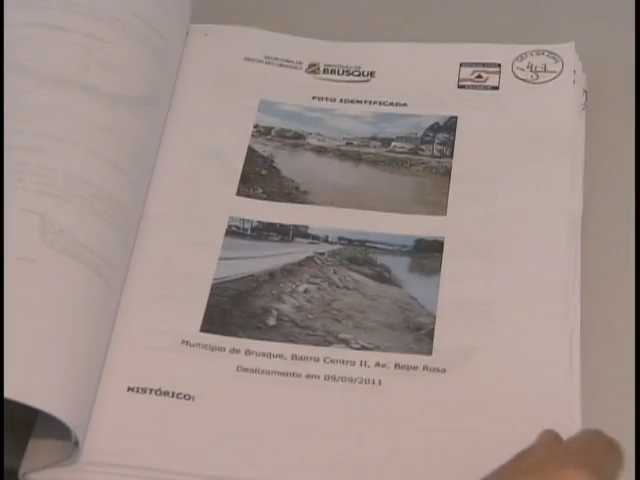 BRUSQUE
FOTO IDENTIFICADA
Município de Brusque, Bairro Centro II, Av. Bepe Rosa
Deslizamento em 09/09/2011
HISTÓRICO: